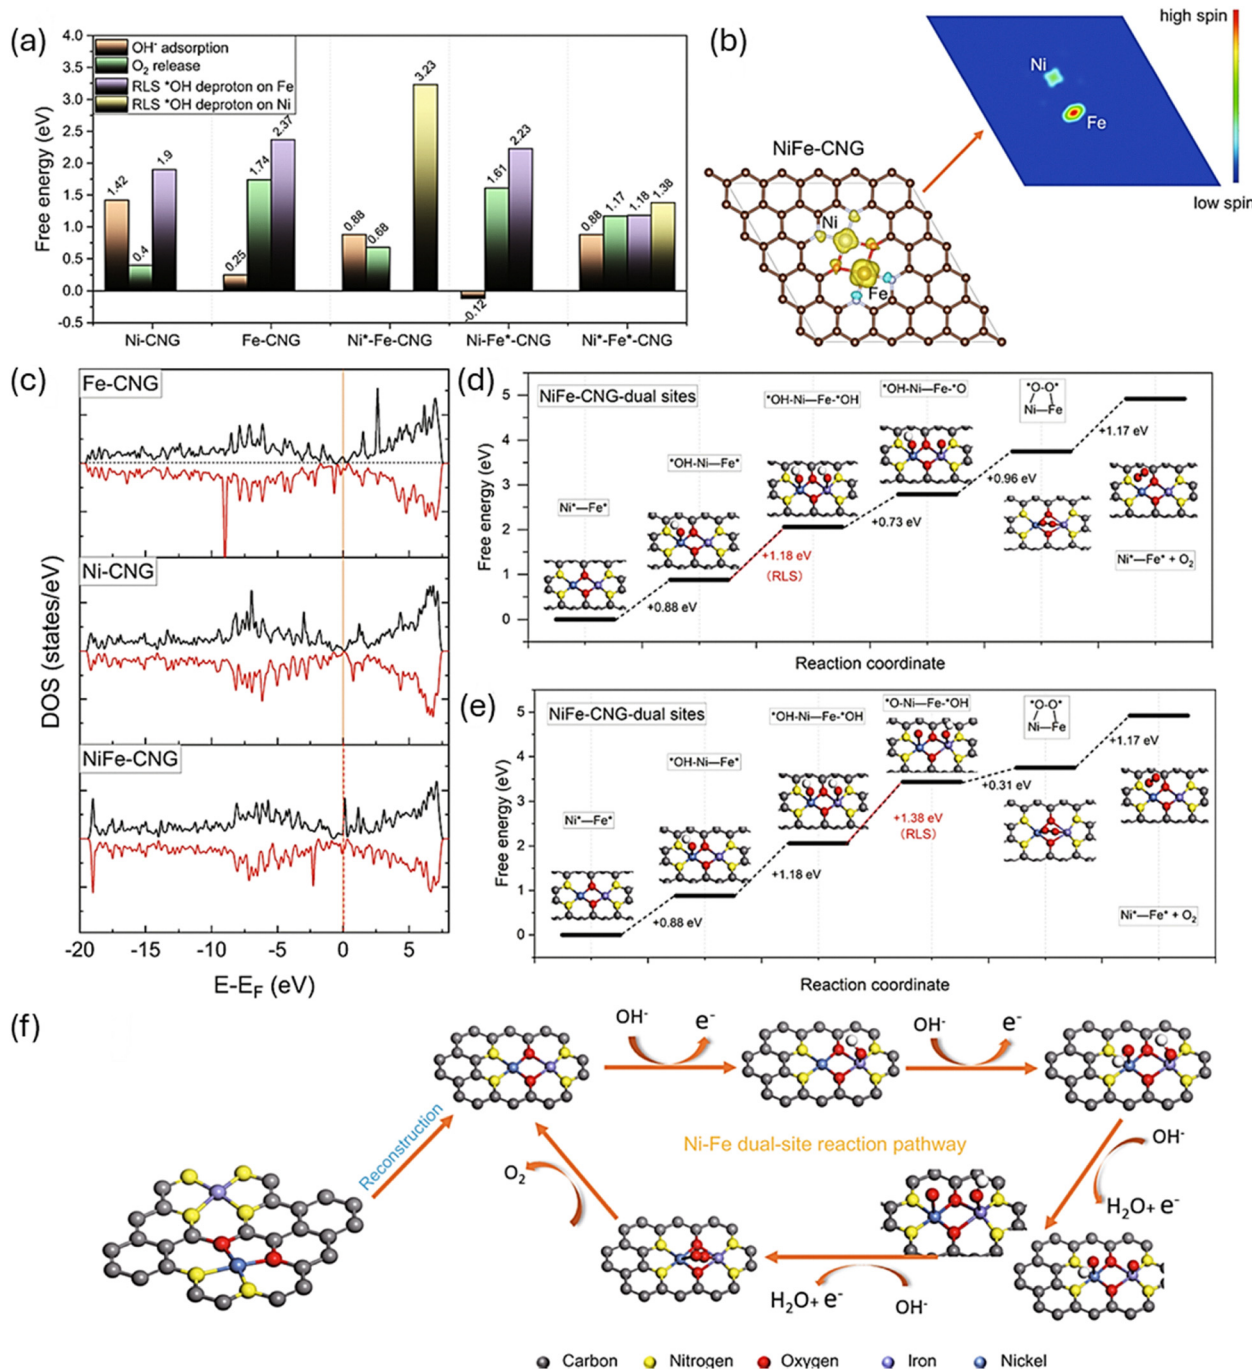 (a)
4.0
3.5
3.0
2.5
2.0
1.5
1.0
0.5
0.0
-0.5
Free energy (eV)
OH⁻ adsorption
O₂ release
RLS *OH deproton on Fe
RLS *OH deproton on Ni
1.42
0.4
1.9
0.25
1.74
2.37
0.88
0.68
3.23
-0.12
1.61
2.23
0.88
1.17
1.18
1.38
Ni-CNG
Fe-CNG
Ni*-Fe-CNG
Ni-Fe*-CNG
Ni*-Fe*-CNG
(b)
high spin
low spin
Ni
Fe
NiFe-CNG
Ni
Fe
(c)
Fe-CNG
Ni-CNG
NiFe-CNG
DOS (states/eV)
-20 -15 -10 -5 0 5
E-E_F (eV)
(d)
NiFe-CNG-dual sites
5
4
3
2
1
0
Free energy (eV)
Ni*—Fe*
*OH-Ni—Fe*
*OH-Ni—Fe-*OH
*OH-Ni—Fe-*O
*O-O*
Ni—Fe
Ni*—Fe* + O₂
+0.88 eV
+1.18 eV
(RLS)
+0.73 eV
+0.96 eV
+1.17 eV
Reaction coordinate
(e)
NiFe-CNG-dual sites
5
4
3
2
1
0
Free energy (eV)
Ni*—Fe*
*OH-Ni—Fe*
*OH-Ni—Fe-*OH
*O-Ni—Fe-*OH
*O-O*
Ni—Fe
Ni*—Fe* + O₂
+0.88 eV
+1.18 eV
+1.38 eV
(RLS)
+0.31 eV
+1.17 eV
Reaction coordinate
(f)
Reconstruction
OH⁻ e⁻
OH⁻ e⁻
Ni-Fe dual-site reaction pathway
OH⁻
H₂O+ e⁻
O₂
H₂O+ e⁻ OH⁻
Carbon Nitrogen Oxygen Iron Nickel